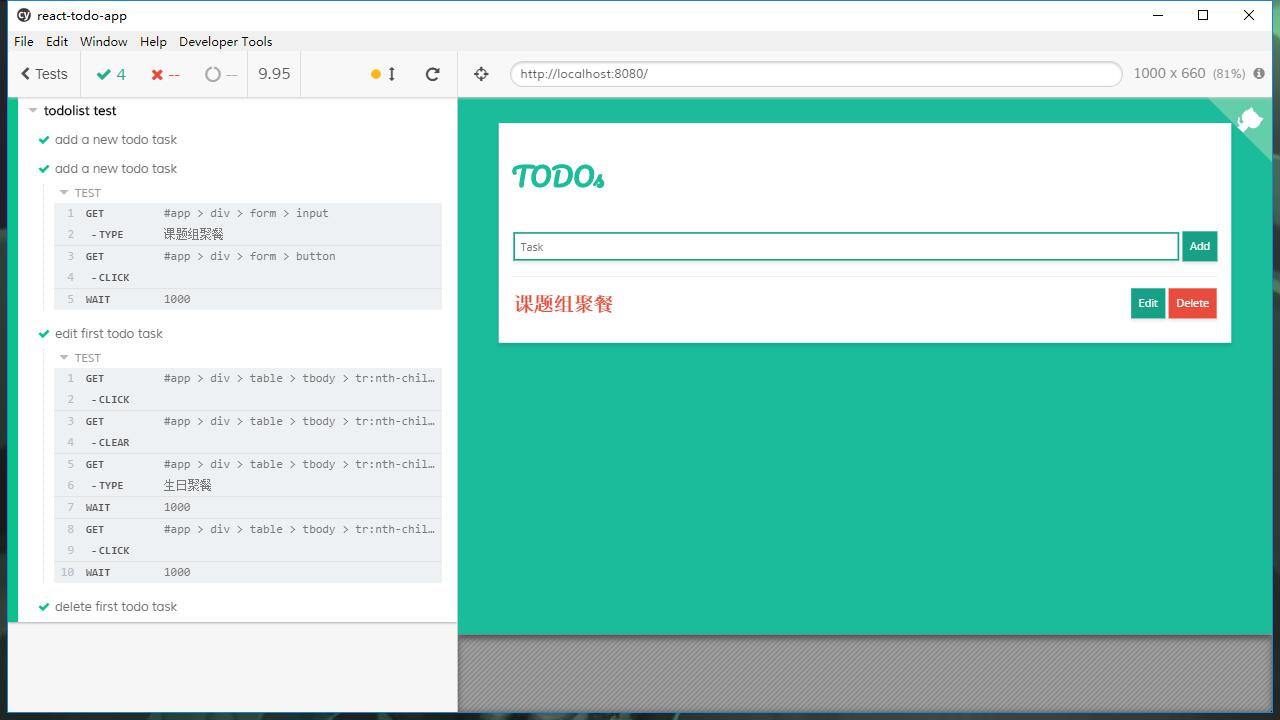 cy react-todo-app
File Edit Window Help Developer Tools
Tests 4 -- -- 9.95 http://localhost:8080/ 1000 x 660 (81%)
todolist test
add a new todo task
add a new todo task
TEST
1 GET #app > div > form > input
2 -TYPE 课题组聚餐
3 GET #app > div > form > button
4 -CLICK
5 WAIT 1000
edit first todo task
TEST
1 GET #app > div > table > tbody > tr:nth-chil…
2 -CLICK
3 GET #app > div > table > tbody > tr:nth-chil…
4 -CLEAR
5 GET #app > div > table > tbody > tr:nth-chil…
6 -TYPE 生日聚餐
7 WAIT 1000
8 GET #app > div > table > tbody > tr:nth-chil…
9 -CLICK
10 WAIT 1000
delete first todo task
TODOs
Task Add
课题组聚餐 Edit Delete